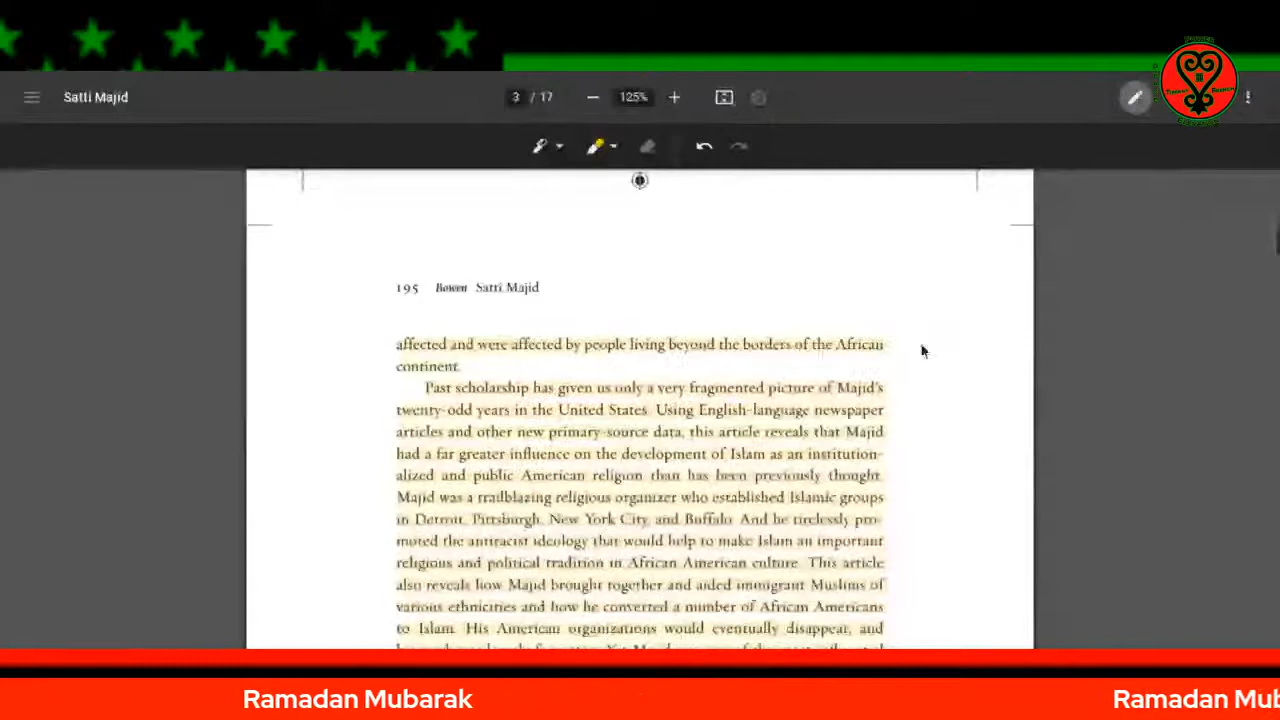 Satti Majid
3 / 17
125%
195 Bowen Satti Majid
affected and were affected by people living beyond the borders of the African
continent.
Past scholarship has given us only a very fragmented picture of Majid's
twenty-odd years in the United States. Using English-language newspaper
articles and other new primary-source data, this article reveals that Majid
had a far greater influence on the development of Islam as an institution-
alized and public American religion than has been previously thought.
Majid was a trailblazing religious organizer who established Islamic groups
in Detroit, Pittsburgh, New York City, and Buffalo. And he tirelessly pro-
moted the antiracist ideology that would help to make Islam an important
religious and political tradition in African American culture. This article
also reveals how Majid brought together and aided immigrant Muslims of
various ethnicities and how he converted a number of African Americans
to Islam. His American organizations would eventually disappear, and
Ramadan Mubarak
Ramadan Mub